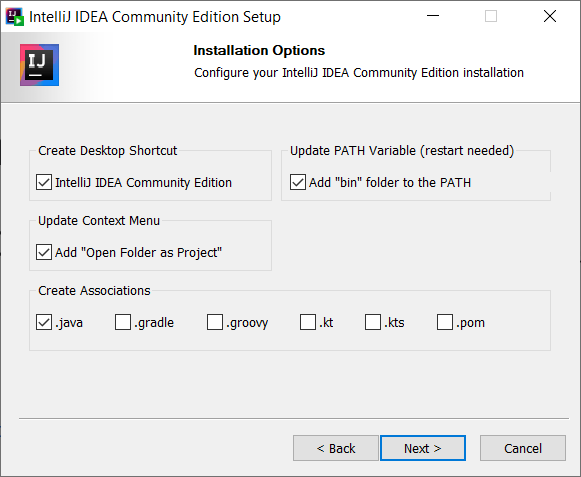 IntelliJ IDEA Community Edition Setup
IJ
Installation Options
Configure your IntelliJ IDEA Community Edition installation
Create Desktop Shortcut
IntelliJ IDEA Community Edition
Update PATH Variable (restart needed)
Add "bin" folder to the PATH
Update Context Menu
Add "Open Folder as Project"
Create Associations
.java .gradle .groovy .kt .kts .pom
< Back Next > Cancel